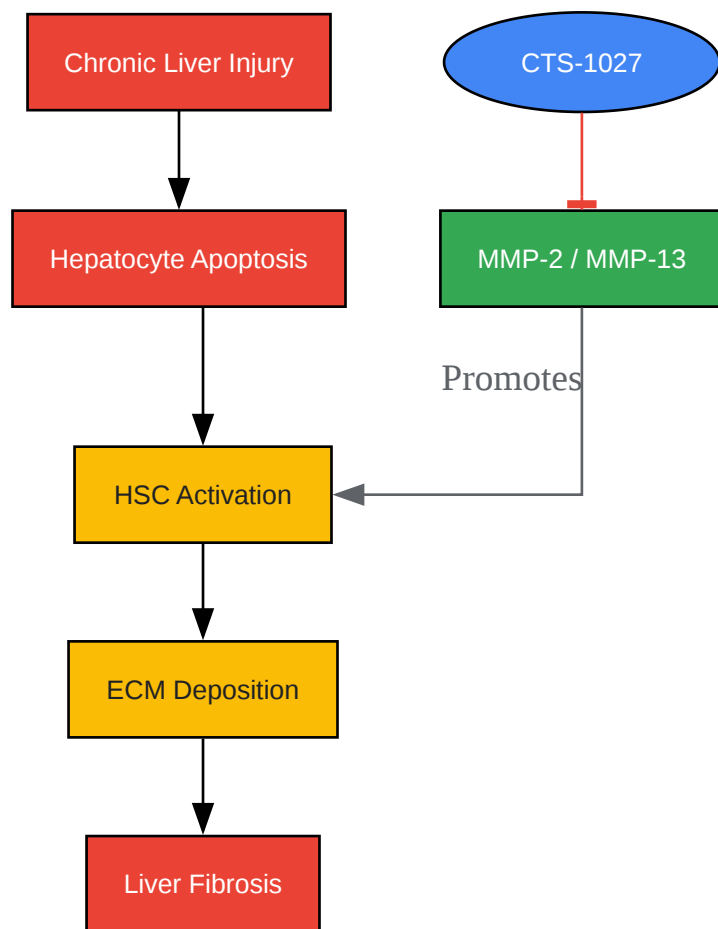 Chronic Liver Injury
CTS-1027
Hepatocyte Apoptosis
MMP-2 / MMP-13
Promotes
HSC Activation
ECM Deposition
Liver Fibrosis